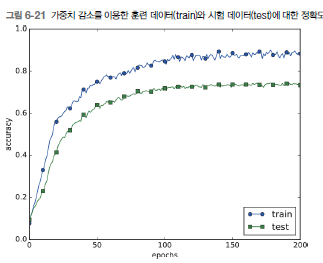 그림 6-21 가중치 감소를 이용한 훈련 데이터(train)와 시험 데이터(test)에 대한 정확도
1.0
0.8
0.6
0.4
0.2
0.0
accuracy
0 50 100 150 200
epochs
train
test